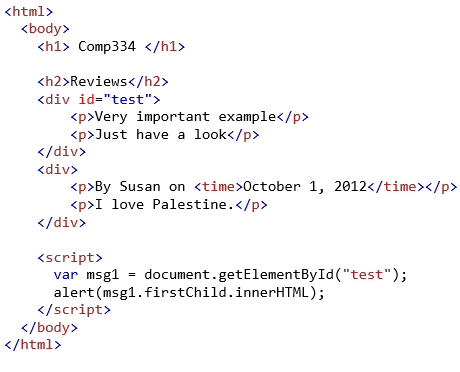 <html>
<body>
<h1> Comp334 </h1>
<h2>Reviews</h2>
<div id="test">
<p>Very important example</p>
<p>Just have a look</p>
</div>
<div>
<p>By Susan on <time>October 1, 2012</time></p>
<p>I love Palestine.</p>
</div>
<script>
var msg1 = document.getElementById("test");
alert(msg1.firstChild.innerHTML);
</script>
</body>
</html>